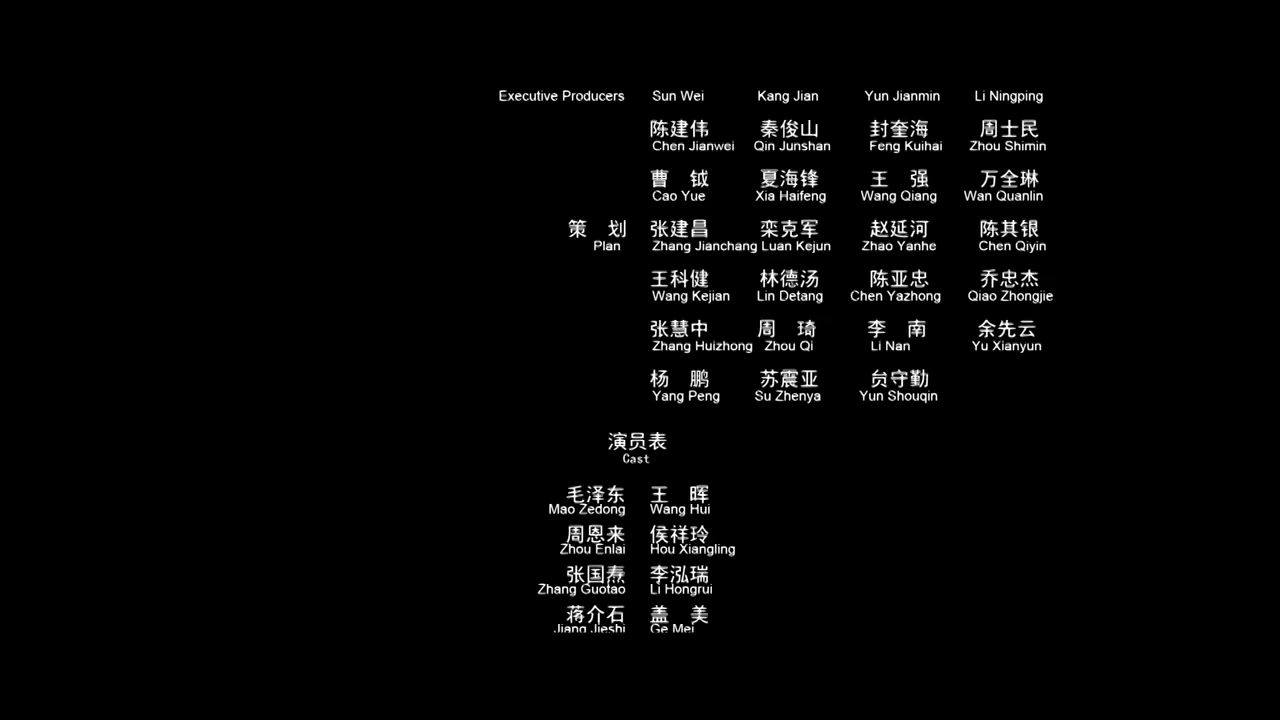 Executive Producers Sun Wei Kang Jian Yun Jianmin Li Ningping
陈建伟 秦俊山 封奎海 周士民
Chen Jianwei Qin Junshan Feng Kuihai Zhou Shimin
曹 钺 夏海锋 王 强 万全琳
Cao Yue Xia Haifeng Wang Qiang Wan Quanlin
策 划 张建昌 栾克军 赵延河 陈其银
Plan Zhang Jianchang Luan Kejun Zhao Yanhe Chen Qiyin
王科健 林德汤 陈亚忠 乔忠杰
Wang Kejian Lin Detang Chen Yazhong Qiao Zhongjie
张慧中 周 琦 李 南 余先云
Zhang Huizhong Zhou Qi Li Nan Yu Xianyun
杨 鹏 苏震亚 贠守勤
Yang Peng Su Zhenya Yun Shouqin
演员表
Cast
毛泽东 王 晖
Mao Zedong Wang Hui
周恩来 侯祥玲
Zhou Enlai Hou Xiangling
张国焘 李泓瑞
Zhang Guotao Li Hongrui
蒋介石 盖 美
Jiang Jieshi Ge Mei